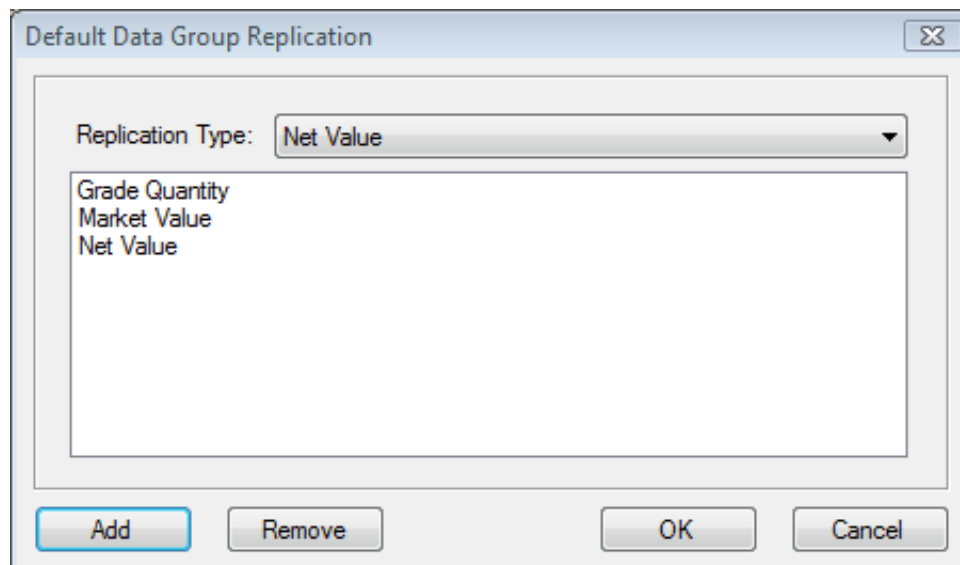 Default Data Group Replication
Replication Type: Net Value
Grade Quantity
Market Value
Net Value
Add Remove OK Cancel